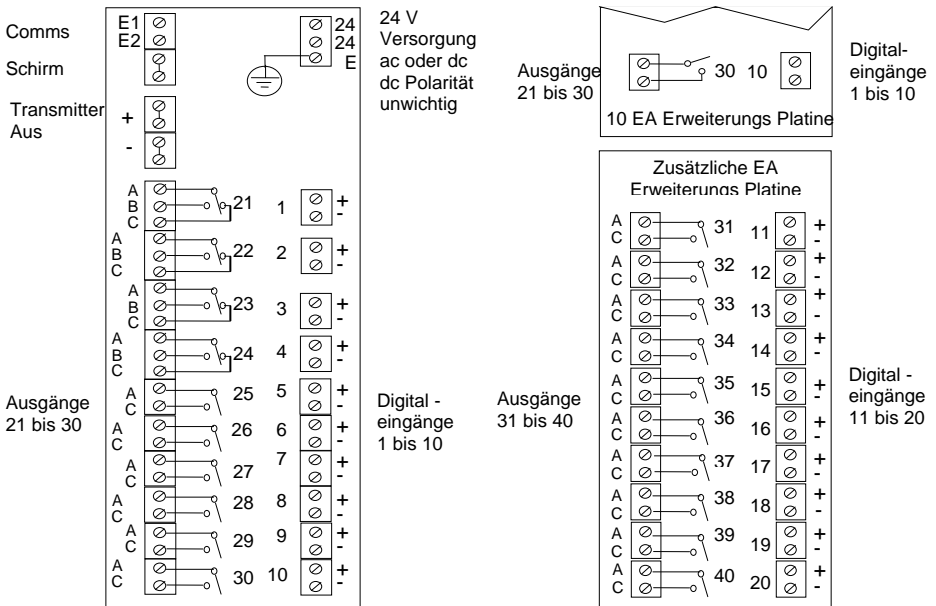 Comms
E1
E2
Schirm
Transmitter
Aus
+
-
24
24
E
24 V
Versorgung
ac oder dc
dc Polarität
unwichtig
A
B
C
21
1
+
-
A
B
C
22
2
+
-
A
B
C
23
3
+
-
A
B
C
24
4
+
-
A
C
25
5
+
-
A
C
26
6
+
-
A
C
27
7
+
-
A
C
28
8
+
-
A
C
29
9
+
-
A
C
30
10
+
-
Ausgänge
21 bis 30
Digital -
eingänge
1 bis 10
Ausgänge
21 bis 30
30 10
Digital-
eingänge
1 bis 10
10 EA Erweiterungs Platine
Zusätzliche EA
Erweiterungs Platine
A
C
31
11
+
-
A
C
32
12
+
-
A
C
33
13
+
-
A
C
34
14
+
-
A
C
35
15
+
-
A
C
36
16
+
-
A
C
37
17
+
-
A
C
38
18
+
-
A
C
39
19
+
-
A
C
40
20
+
-
Ausgänge
31 bis 40
Digital -
eingänge
11 bis 20